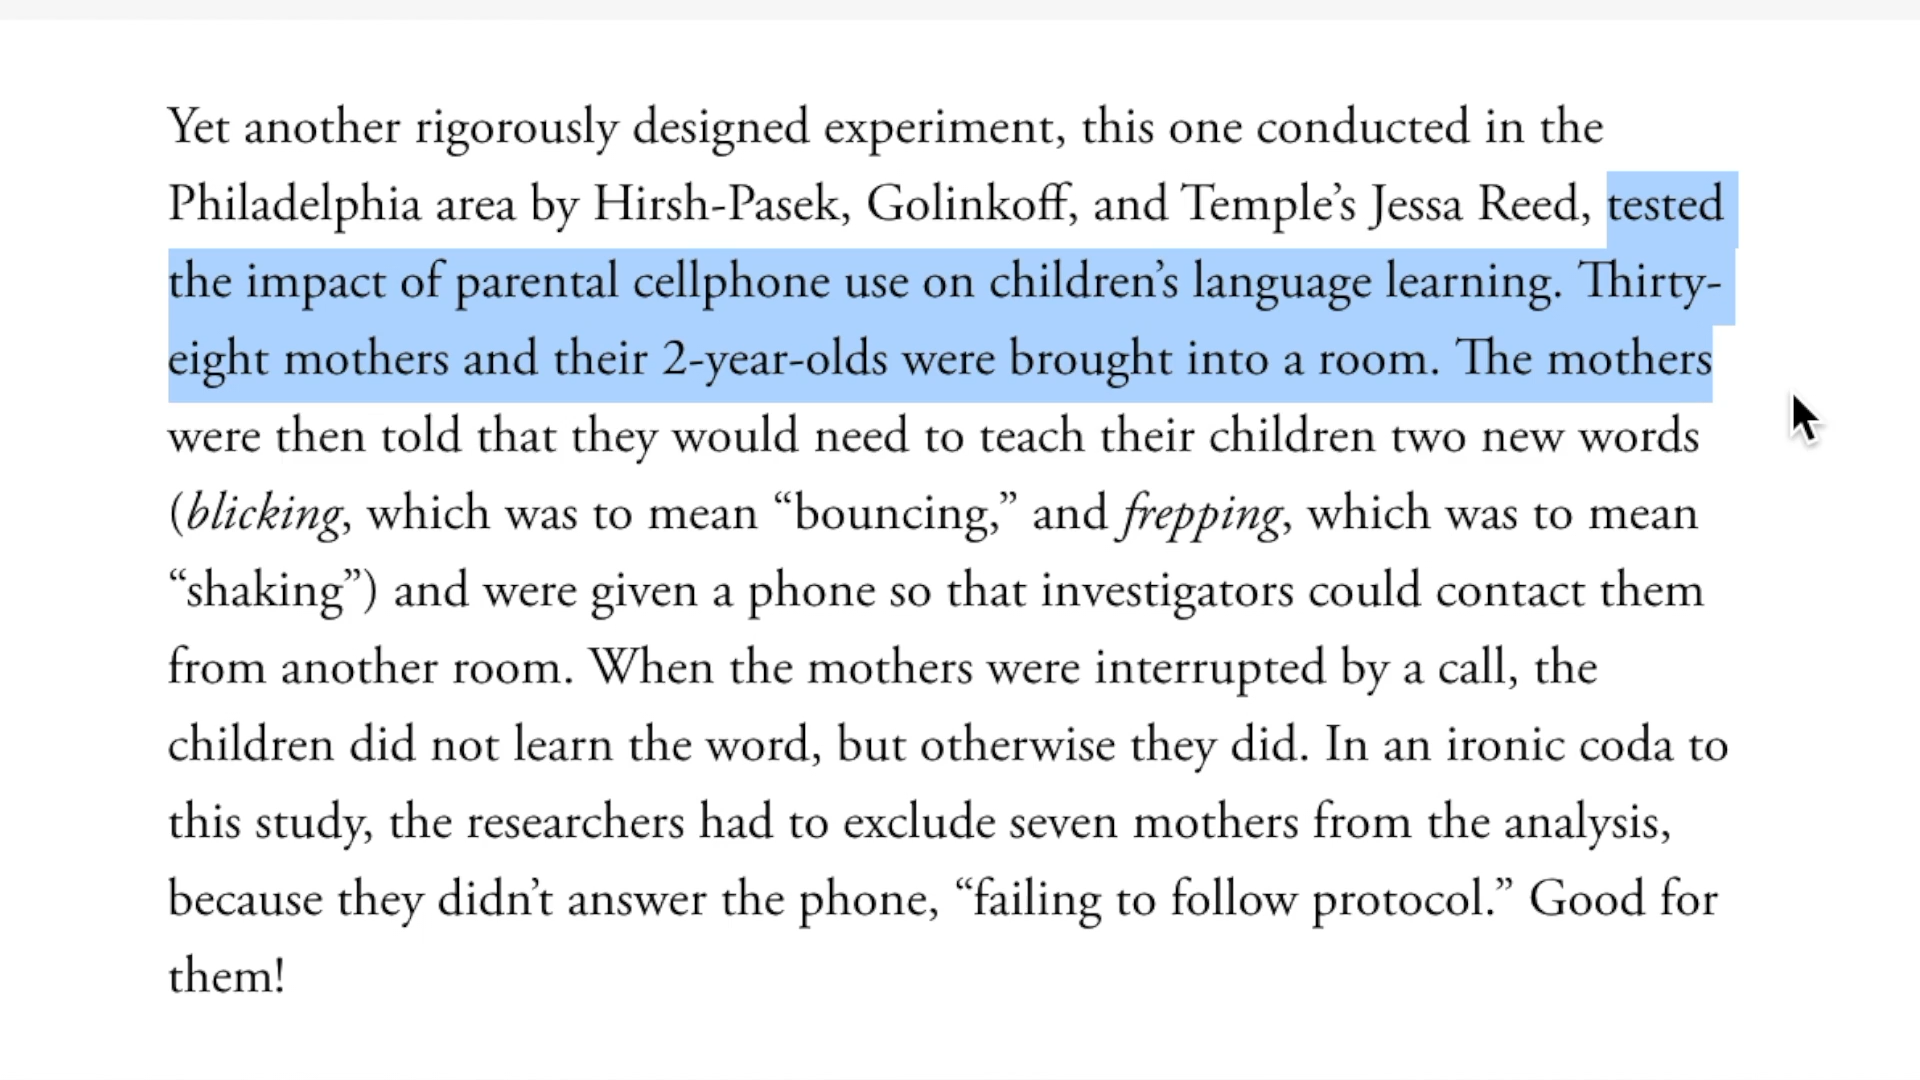 Yet another rigorously designed experiment, this one conducted in the
Philadelphia area by Hirsh-Pasek, Golinkoff, and Temple’s Jessa Reed, tested
the impact of parental cellphone use on children’s language learning. Thirty-
eight mothers and their 2-year-olds were brought into a room. The mothers
were then told that they would need to teach their children two new words
(blicking, which was to mean “bouncing,” and frepping, which was to mean
“shaking”) and were given a phone so that investigators could contact them
from another room. When the mothers were interrupted by a call, the
children did not learn the word, but otherwise they did. In an ironic coda to
this study, the researchers had to exclude seven mothers from the analysis,
because they didn’t answer the phone, “failing to follow protocol.” Good for
them!